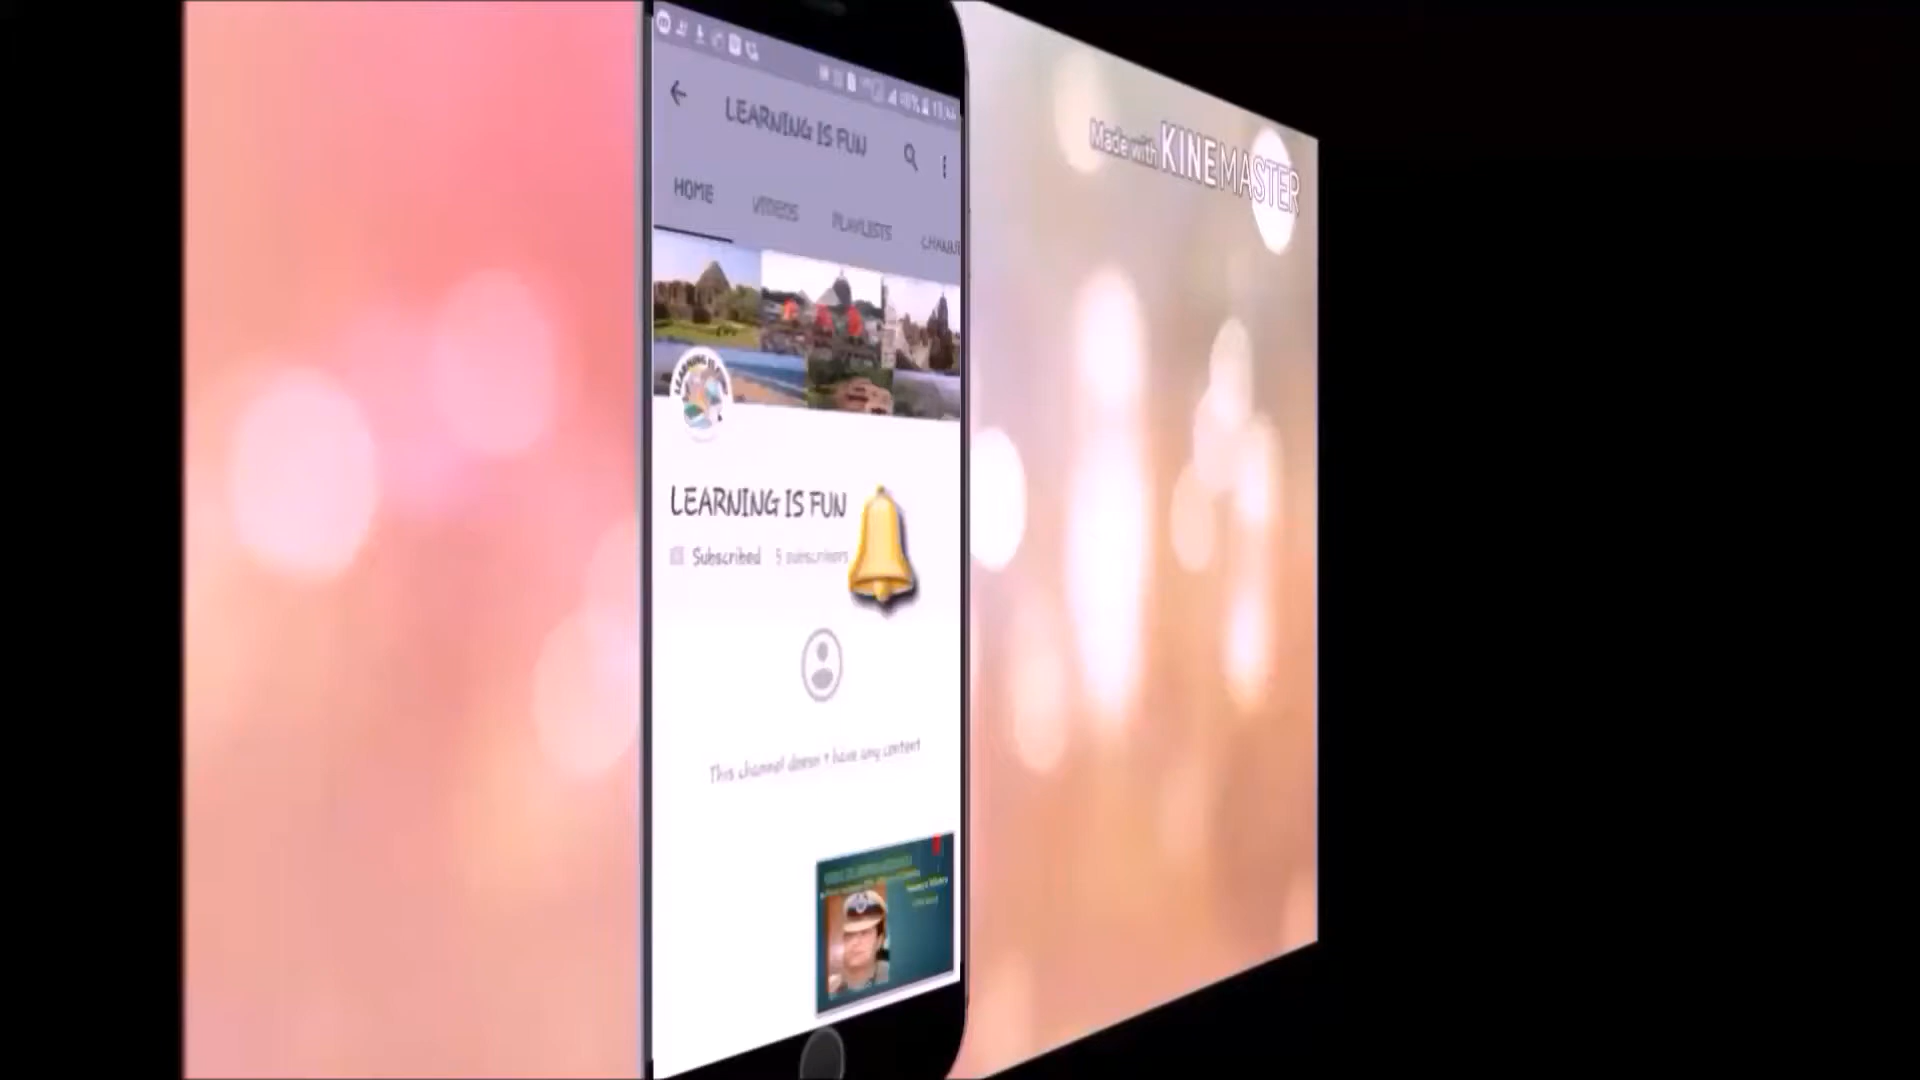 LEARNING IS FUN
HOME VIDEOS PLAYLISTS
Made with KINEMASTER
LEARNING IS FUN
Subscribed 5 subscribers
This channel doesn't have any content